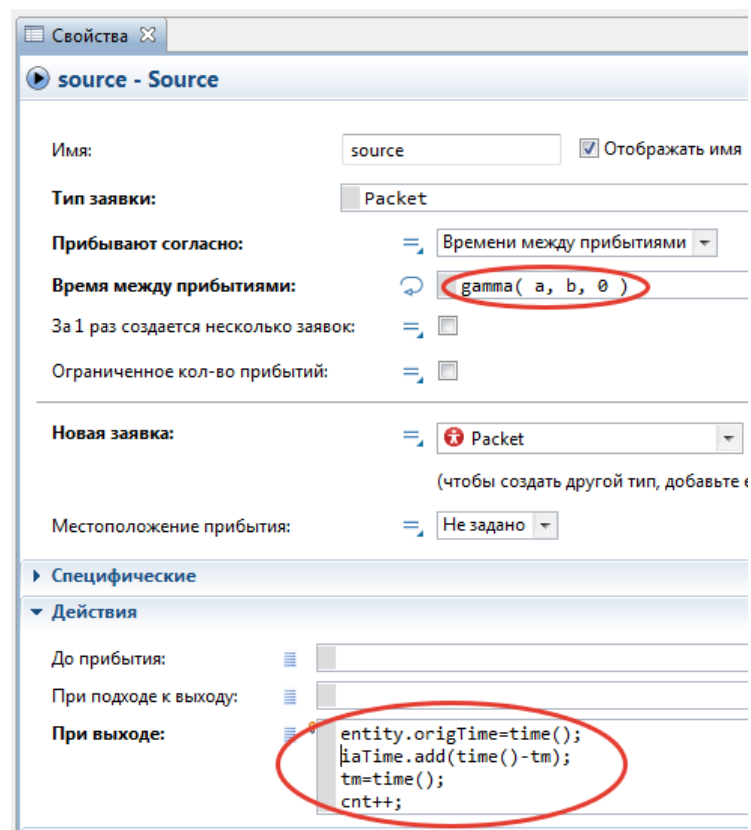 Свойства
source - Source
Имя: source Отображать имя
Тип заявки: Packet
Прибывают согласно: Времени между прибытиями
Время между прибытиями: gamma( a, b, 0 )
За 1 раз создается несколько заявок:
Ограниченное кол-во прибытий:
Новая заявка: Packet
(чтобы создать другой тип, добавьте
Местоположение прибытия: Не задано
Специфические
Действия
До прибытия:
При подходе к выходу:
При выходе: entity.origTime=time();
iaTime.add(time()-tm);
tm=time();
cnt++;